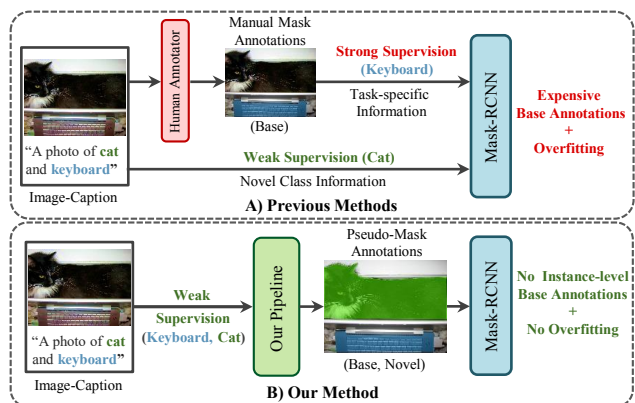 Manual Mask
Annotations
Human Annotator
Strong Supervision
(Keyboard)
Task-specific
Information
(Base)
Mask-RCNN
Expensive
Base Annotations
+
Overfitting
“A photo of cat
and keyboard”
Image-Caption
Weak Supervision (Cat)
Novel Class Information
A) Previous Methods
Pseudo-Mask
Annotations
Weak
Supervision
(Keyboard, Cat)
Our Pipeline
(Base, Novel)
Mask-RCNN
No Instance-level
Base Annotations
+
No Overfitting
“A photo of cat
and keyboard”
Image-Caption
B) Our Method